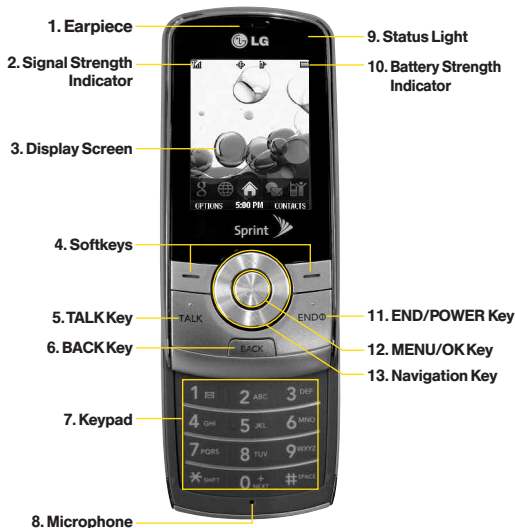 1. Earpiece
LG
9. Status Light
2. Signal Strength
Indicator
10. Battery Strength
Indicator
3. Display Screen
OPTIONS 5:00 PM CONTACTS
Sprint
4. Softkeys
5. TALK Key
TALK
END
11. END/POWER Key
6. BACK Key
BACK
12. MENU/OK Key
13. Navigation Key
7. Keypad
1 2 ABC 3 DEF
4 GHI 5 JKL 6 MNO
7 PQRS 8 TUV 9 WXYZ
* SHIFT 0 + NEXT # SPACE
8. Microphone